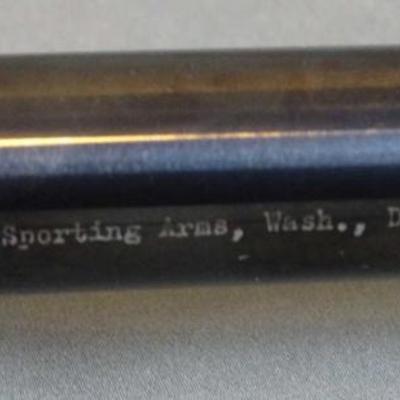 Sporting Arms, Wash., D